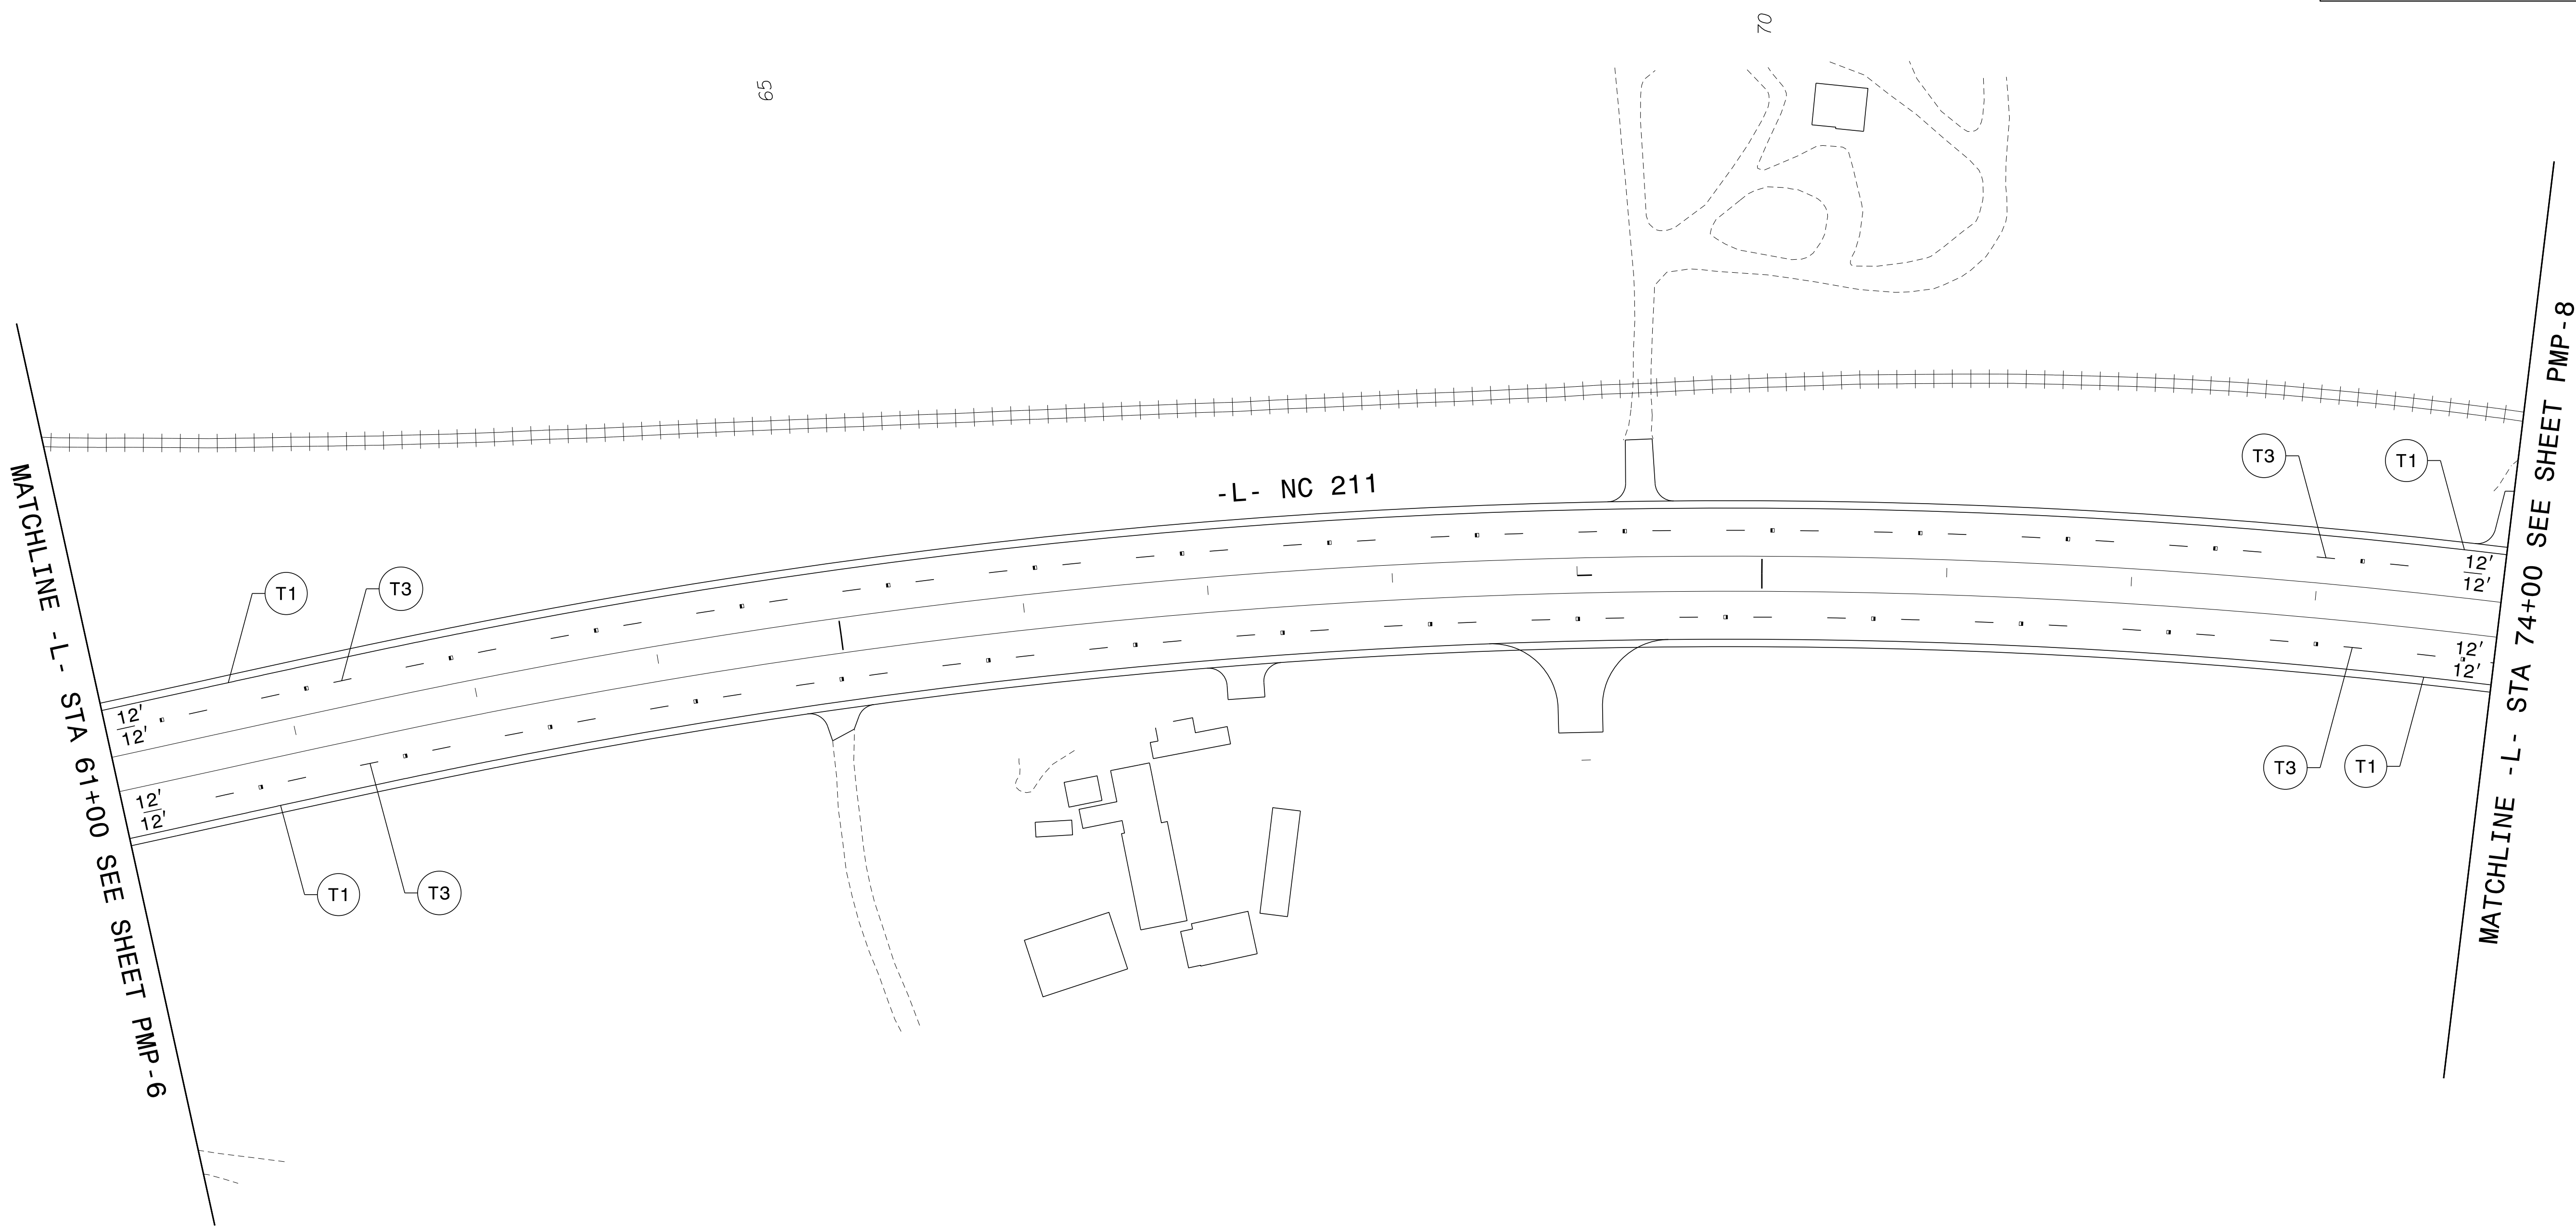 70
65
MATCHLINE -L- STA 61+00 SEE SHEET PMP-6
-L- NC 211
T1
T3
T3
T1
12'
12'
12'
12'
12'
12'
12'
12'
T1
T3
T3
T1
MATCHLINE -L- STA 74+00 SEE SHEET PMP-8